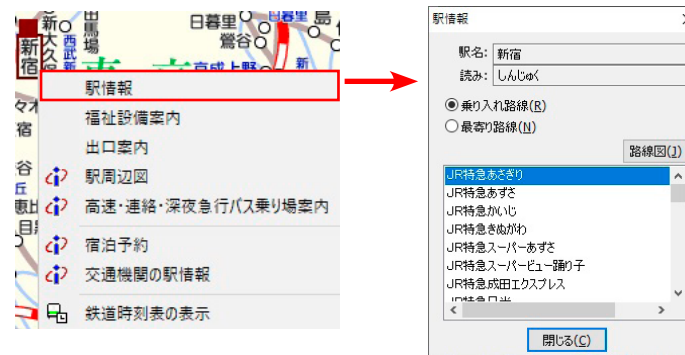 新
大
久
新宿
西武新
田
馬
場
日暮里
日暮里
鶯谷
京成上野
新
宿
谷
駅情報
福祉設備案内
出口案内
駅周辺図
高速･連絡･深夜急行バス乗り場案内
宿泊予約
交通機関の駅情報
鉄道時刻表の表示
駅情報
駅名: 新宿
読み: しんじゅく
乗り入れ路線(R)
最寄り路線(N)
路線図(J)
JR特急あさぎり
JR特急あずさ
JR特急かいじ
JR特急きぬがわ
JR特急スーパーあずさ
JR特急スーパービュー踊り子
JR特急成田エクスプレス
JR特急日光
閉じる(C)